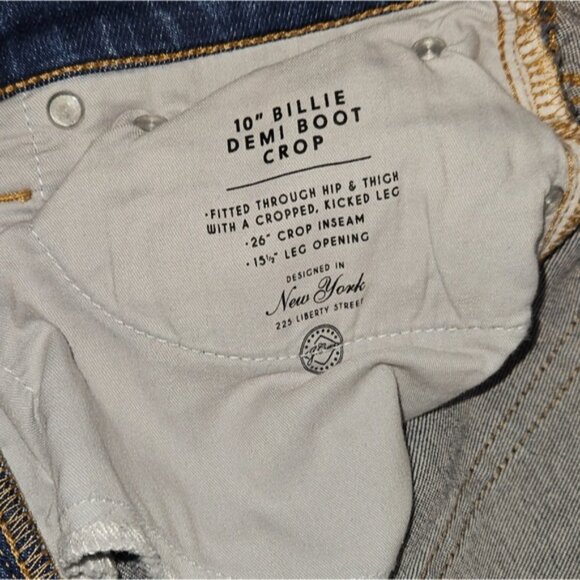 10" BILLIE
DEMI BOOT
CROP
·FITTED THROUGH HIP & THIGH
WITH A CROPPED, KICKED LEG
·26" CROP INSEAM
·15½" LEG OPENING
DESIGNED IN
New York
225 LIBERTY STREET